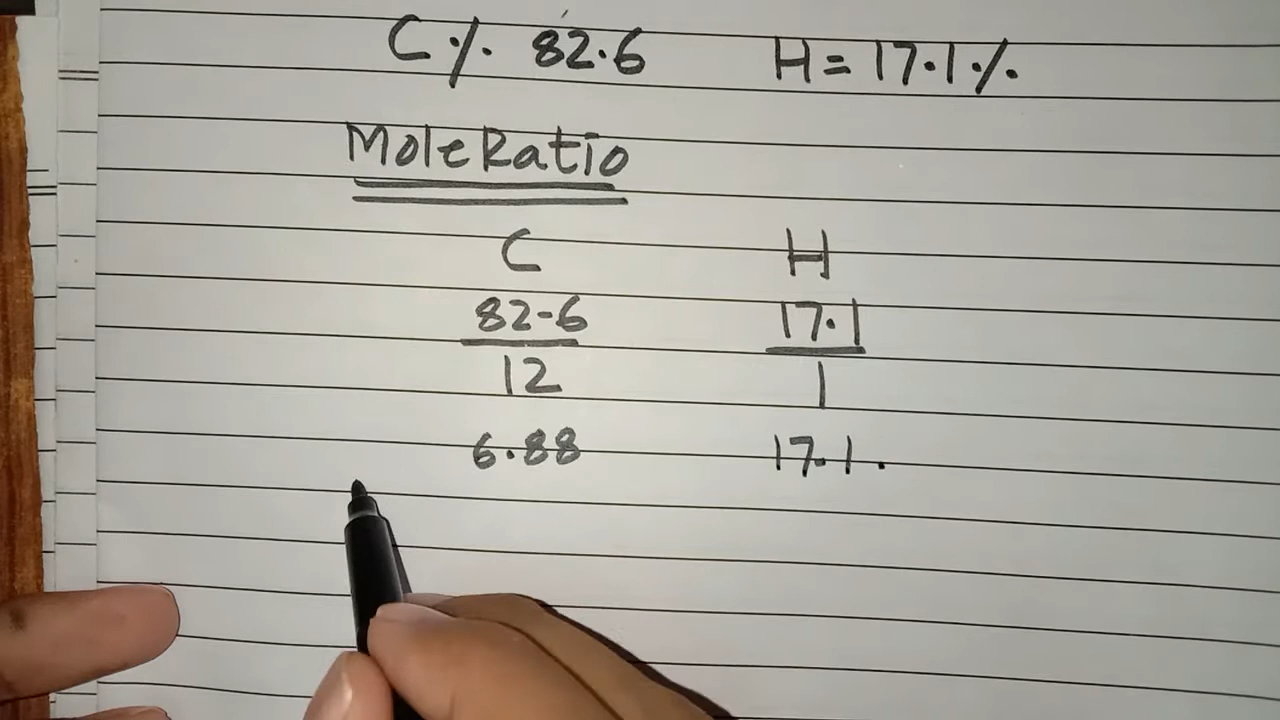 C % 82.6 H = 17.1 %
Mole Ratio
C H
82-6 17.1
12 1
6.88 17.1.